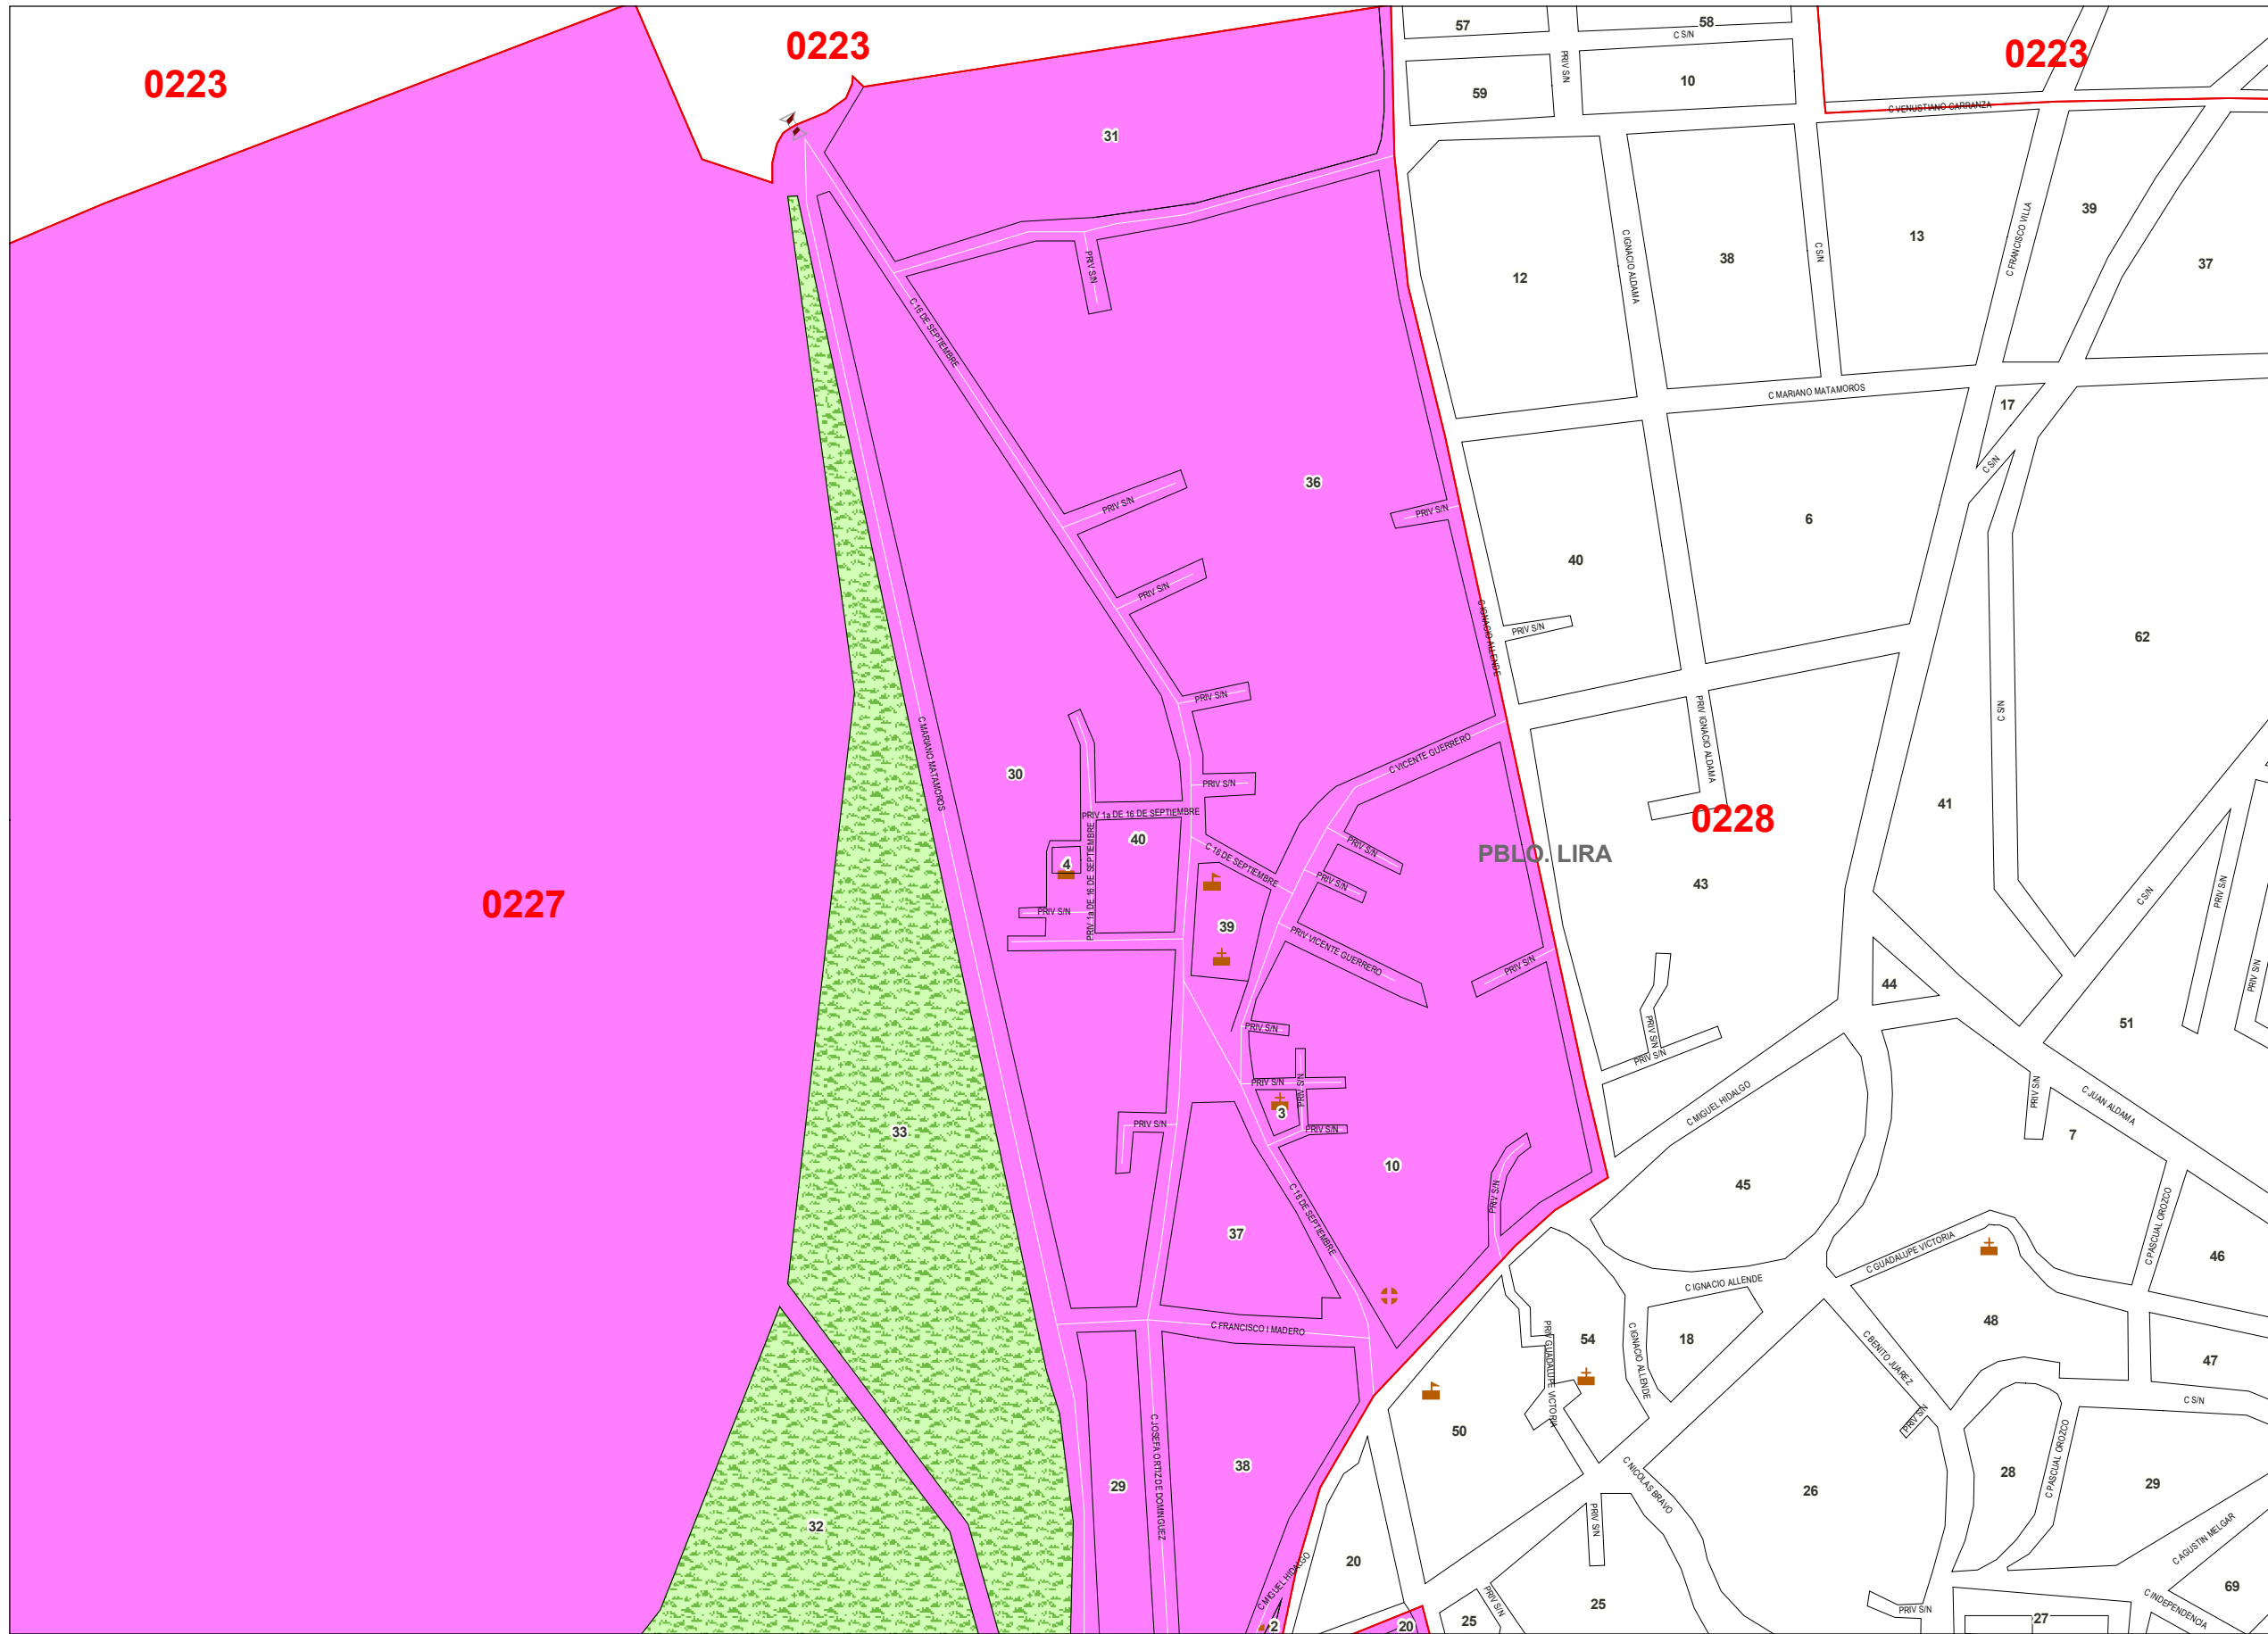 57
58
0223
0223
0223
C S/N
PRIV S/N
59
10
C VENUSTIANO CARRANZA
31
39
13
37
12
38
C IGNACIO ALDAMA
C S/N
C FRANCISCO VILLA
PRIV S/N
C 16 DE SEPTIEMBRE
C MARIANO MATAMOROS
17
C S/N
36
PRIV S/N
PRIV S/N
6
40
PRIV S/N
C IGNACIO ALLENDE
PRIV S/N
62
PRIV S/N
C S/N
PRIV IGNACIO ALDAMA
C MARIANO MATAMOROS
C VICENTE GUERRERO
30
PRIV S/N
41
PRIV 1a DE 16 DE SEPTIEMBRE
0228
40
PRIV S/N
C 16 DE SEPTIEMBRE
PBLO. LIRA
4
PRIV 1a DE 16 DE SEPTIEMBRE
PRIV S/N
43
C S/N
PRIV S/N
0227
PRIV S/N
39
PRIV VICENTE GUERRERO
PRIV S/N
44
PRIV S/N
51
PRIV S/N
PRIV S/N
PRIV S/N
PRIV S/N
PRIV S/N
PRIV S/N
C MIGUEL HIDALGO
C JUAN ALDAMA
3
PRIV S/N
PRIV S/N
33
7
10
45
PRIV S/N
C 16 DE SEPTIEMBRE
37
C PASCUAL OROZCO
C GUADALUPE VICTORIA
46
C IGNACIO ALLENDE
C FRANCISCO I MADERO
PRIV GUADALUPE VICTORIA
54
C IGNACIO ALLENDE
18
48
C BENITO JUAREZ
47
C S/N
C JOSEFA ORTIZ DE DOMINGUEZ
50
PRIV S/N
C PASCUAL OROZCO
38
29
C NICOLAS BRAVO
28
29
26
32
PRIV S/N
C AGUSTIN MELGAR
20
C MIGUEL HIDALGO
69
PRIV S/N
25
PRIV S/N
C INDEPENDENCIA
2
20
25
27